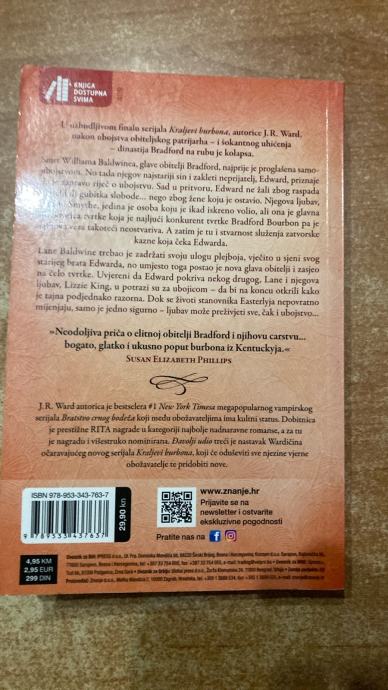 KNJIGA
DOSTUPNA
SVIMA
U uzbudljivom finalu serijala Kraljevi burbona, autorice J. R. Ward,
nakon ubojstva obiteljskog patrijarha – i šokantnog uhićenja
– dinastija Bradford na rubu je kolapsa.
Smrt Williama Baldwinea, glave obitelji Bradford, najprije je proglašena samo-
ubojstvom. No tada njegov najstariji sin i zakleti neprijatelj, Edward, priznaje
da je zapravo riječ o ubojstvu. Sad u pritvoru, Edward ne žali zbog raspada
gubitka slobode... nego zbog žene koju je ostavio. Njegova ljubav,
Smythe, jedina je osoba koju je ikad iskreno volio, ali ona je glavna
tvrtke koja je najljući konkurent tvrtke Bradford Bourbon pa je
veza takoreći neostvariva. A zatim je tu i stvarnost služenja zatvorske
kazne koja čeka Edwarda.
Lane Baldwine trebao je zadržati svoju ulogu plejboja, vječito u sjeni svog
starijeg brata Edwarda, no umjesto toga postao je nova glava obitelji i zasjeo
na čelo tvrtke. Uvjereni da Edward pokriva nekog drugog, Lane i njegova
ljubav, Lizzie King, u potrazi su za ubojicom – da bi na koncu otkrili kako
je tajna podjednako razorna. Dok se životi stanovnika Easterlyja nepovratno
mijenjaju, samo je jedno sigurno – ljubav može preživjeti sve, čak i ubojstvo...
»Neodoljiva priča o elitnoj obitelji Bradford i njihovu carstvu...
bogato, glatko i ukusno poput burbona iz Kentuckyja.«
SUSAN ELIZABETH PHILLIPS
J. R. Ward autorica je bestselera #1 New York Timesa megapopularnog vampirskog
serijala Bratstvo crnog bodeža koji među obožavateljima ima kultni status. Dobitnica
je prestižne RITA nagrade u kategoriji najbolje nadnaravne romanse, a za tu
je nagradu i višestruko nominirana. Đavolji udio treći je nastavak Wardičina
očaravajućeg novog serijala Kraljevi burbona, koji će oduševiti sve njezine vjerne
obožavatelje te pridobiti nove.
ISBN 978-953-343-763-7
9 789533 437637
29,90 kn
www.znanje.hr
Prijavite se na
newsletter i ostvarite
ekskluzivne pogodnosti
Pratite nas na
4,95 KM
2,95 EUR
299 DIN